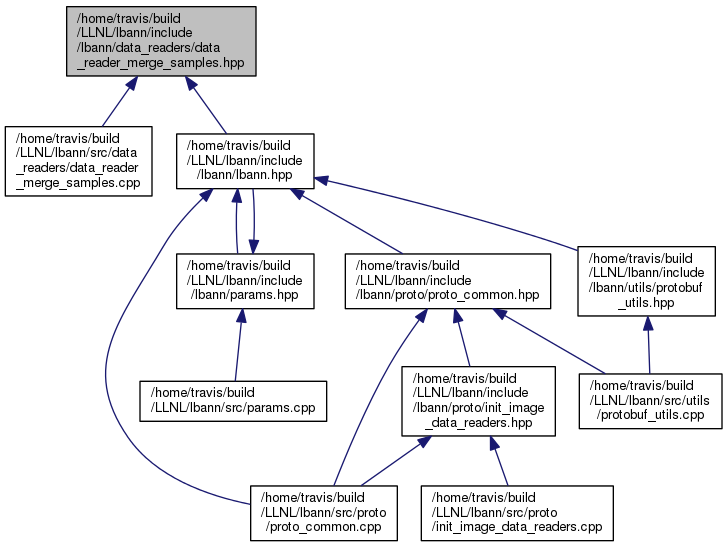 /home/travis/build
/LLNL/lbann/include
/lbann/data_readers/data
_reader_merge_samples.hpp
/home/travis/build
/LLNL/lbann/src/data
_readers/data_reader
_merge_samples.cpp
/home/travis/build
/LLNL/lbann/include
/lbann/lbann.hpp
/home/travis/build
/LLNL/lbann/include
/lbann/params.hpp
/home/travis/build
/LLNL/lbann/include
/lbann/proto/proto_common.hpp
/home/travis/build
/LLNL/lbann/include
/lbann/utils/protobuf
_utils.hpp
/home/travis/build
/LLNL/lbann/src/params.cpp
/home/travis/build
/LLNL/lbann/include
/lbann/proto/init_image
_data_readers.hpp
/home/travis/build
/LLNL/lbann/src/utils
/protobuf_utils.cpp
/home/travis/build
/LLNL/lbann/src/proto
/proto_common.cpp
/home/travis/build
/LLNL/lbann/src/proto
/init_image_data_readers.cpp